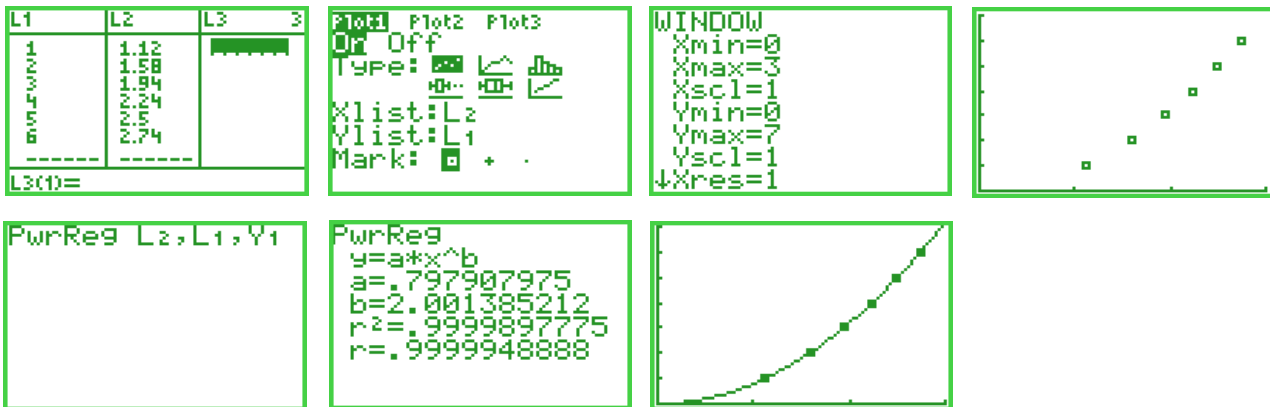 L1 L2 L3 3
1 1.12
2 1.58
3 1.94
4 2.24
5 2.5
6 2.74
------ ------
L3(1)=
Plot1 Plot2 Plot3
On Off
Type:
Xlist:L2
Ylist:L1
Mark: + ·
WINDOW
Xmin=0
Xmax=3
Xscl=1
Ymin=0
Ymax=7
Yscl=1
↓Xres=1
PwrReg L2,L1,Y1
PwrReg
y=a*x^b
a=.797907975
b=2.001385212
r²=.9999897775
r=.9999948888